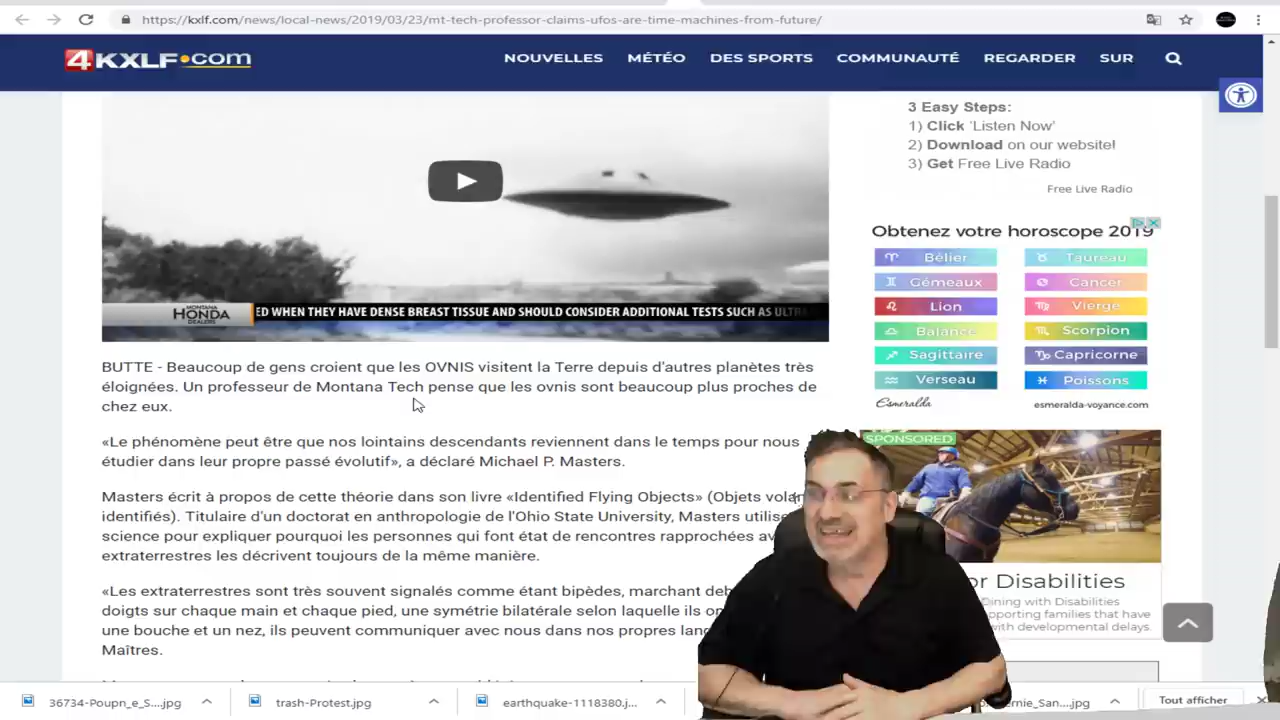 https://kxlf.com/news/local-news/2019/03/23/mt-tech-professor-claims-ufos-are-time-machines-from-future/
4KXLF.com
NOUVELLES MÉTÉO DES SPORTS COMMUNAUTÉ REGARDER SUR
3 Easy Steps:
1) Click 'Listen Now'
2) Download on our website!
3) Get Free Live Radio
Free Live Radio
MONTANA HONDA DEALERS
ED WHEN THEY HAVE DENSE BREAST TISSUE AND SHOULD CONSIDER ADDITIONAL TESTS SUCH AS ULTRA
Obtenez votre horoscope 2019
Bélier Taureau
Gémeaux Cancer
Lion Vierge
Balance Scorpion
Sagittaire Capricorne
Verseau Poissons
Esmeralda esmeralda-voyance.com
BUTTE - Beaucoup de gens croient que les OVNIS visitent la Terre depuis d'autres planètes très
éloignées. Un professeur de Montana Tech pense que les ovnis sont beaucoup plus proches de
chez eux.
«Le phénomène peut être que nos lointains descendants reviennent dans le temps pour nous
étudier dans leur propre passé évolutif», a déclaré Michael P. Masters.
Masters écrit à propos de cette théorie dans son livre «Identified Flying Objects» (Objets volan
identifiés). Titulaire d'un doctorat en anthropologie de l'Ohio State University, Masters utilise
science pour expliquer pourquoi les personnes qui font état de rencontres rapprochées av
extraterrestres les décrivent toujours de la même manière.
«Les extraterrestres sont très souvent signalés comme étant bipèdes, marchant deb
doigts sur chaque main et chaque pied, une symétrie bilatérale selon laquelle ils on
une bouche et un nez, ils peuvent communiquer avec nous dans nos propres lang
Maîtres.
SPONSORED
or Disabilities
Dining with Disabilities
upporting families that have
with developmental delays.
36734-Poupn_e_S....jpg trash-Protest.jpg earthquake-1118380.j... ernie_San....jpg Tout afficher